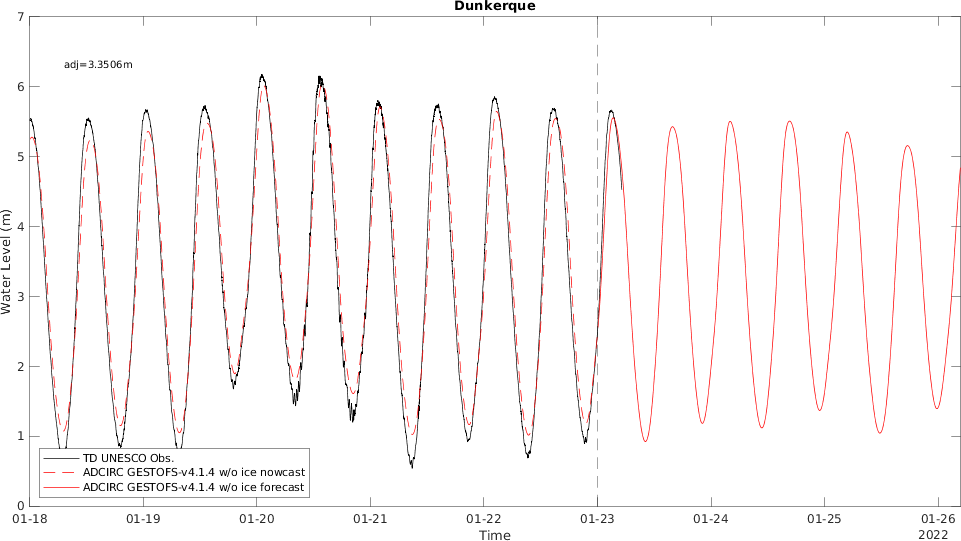 Dunkerque
7
adj=3.3506m
6
5
4
3
2
1
0
Water Level (m)
TD UNESCO Obs.
ADCIRC GESTOFS-v4.1.4 w/o ice nowcast
ADCIRC GESTOFS-v4.1.4 w/o ice forecast
01-18 01-19 01-20 01-21 01-22 01-23 01-24 01-25 01-26
Time 2022